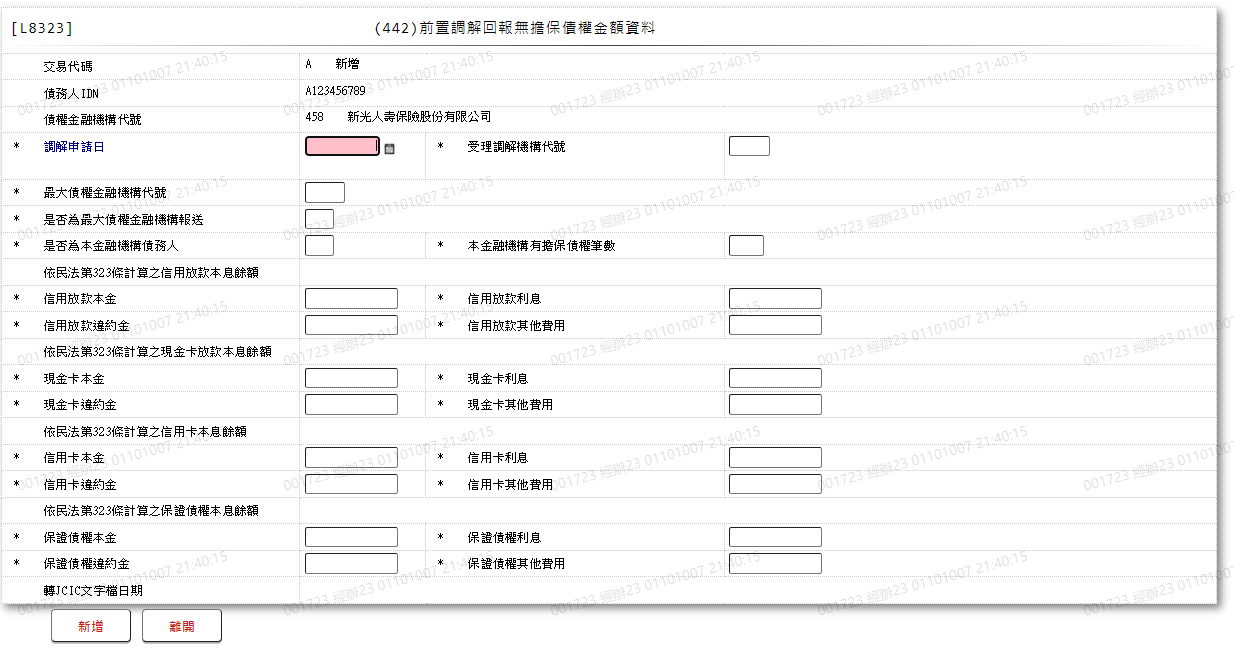 [L8323] (442)前置調解回報無擔保債權金額資料
交易代碼 A 新增
債務人IDN A123456789
債權金融機構代號 458 新光人壽保險股份有限公司
* 調解申請日 * 受理調解機構代號
* 最大債權金融機構代號
* 是否為最大債權金融機構報送
* 是否為本金融機構債務人 * 本金融機構有擔保債權筆數
依民法第323條計算之信用放款本息餘額
* 信用放款本金 * 信用放款利息
* 信用放款違約金 * 信用放款其他費用
依民法第323條計算之現金卡放款本息餘額
* 現金卡本金 * 現金卡利息
* 現金卡違約金 * 現金卡其他費用
依民法第323條計算之信用卡本息餘額
* 信用卡本金 * 信用卡利息
* 信用卡違約金 * 信用卡其他費用
依民法第323條計算之保證債權本息餘額
* 保證債權本金 * 保證債權利息
* 保證債權違約金 * 保證債權其他費用
轉JCIC文字檔日期
新增 離開
001723 經辦23 01101007 21:40:15